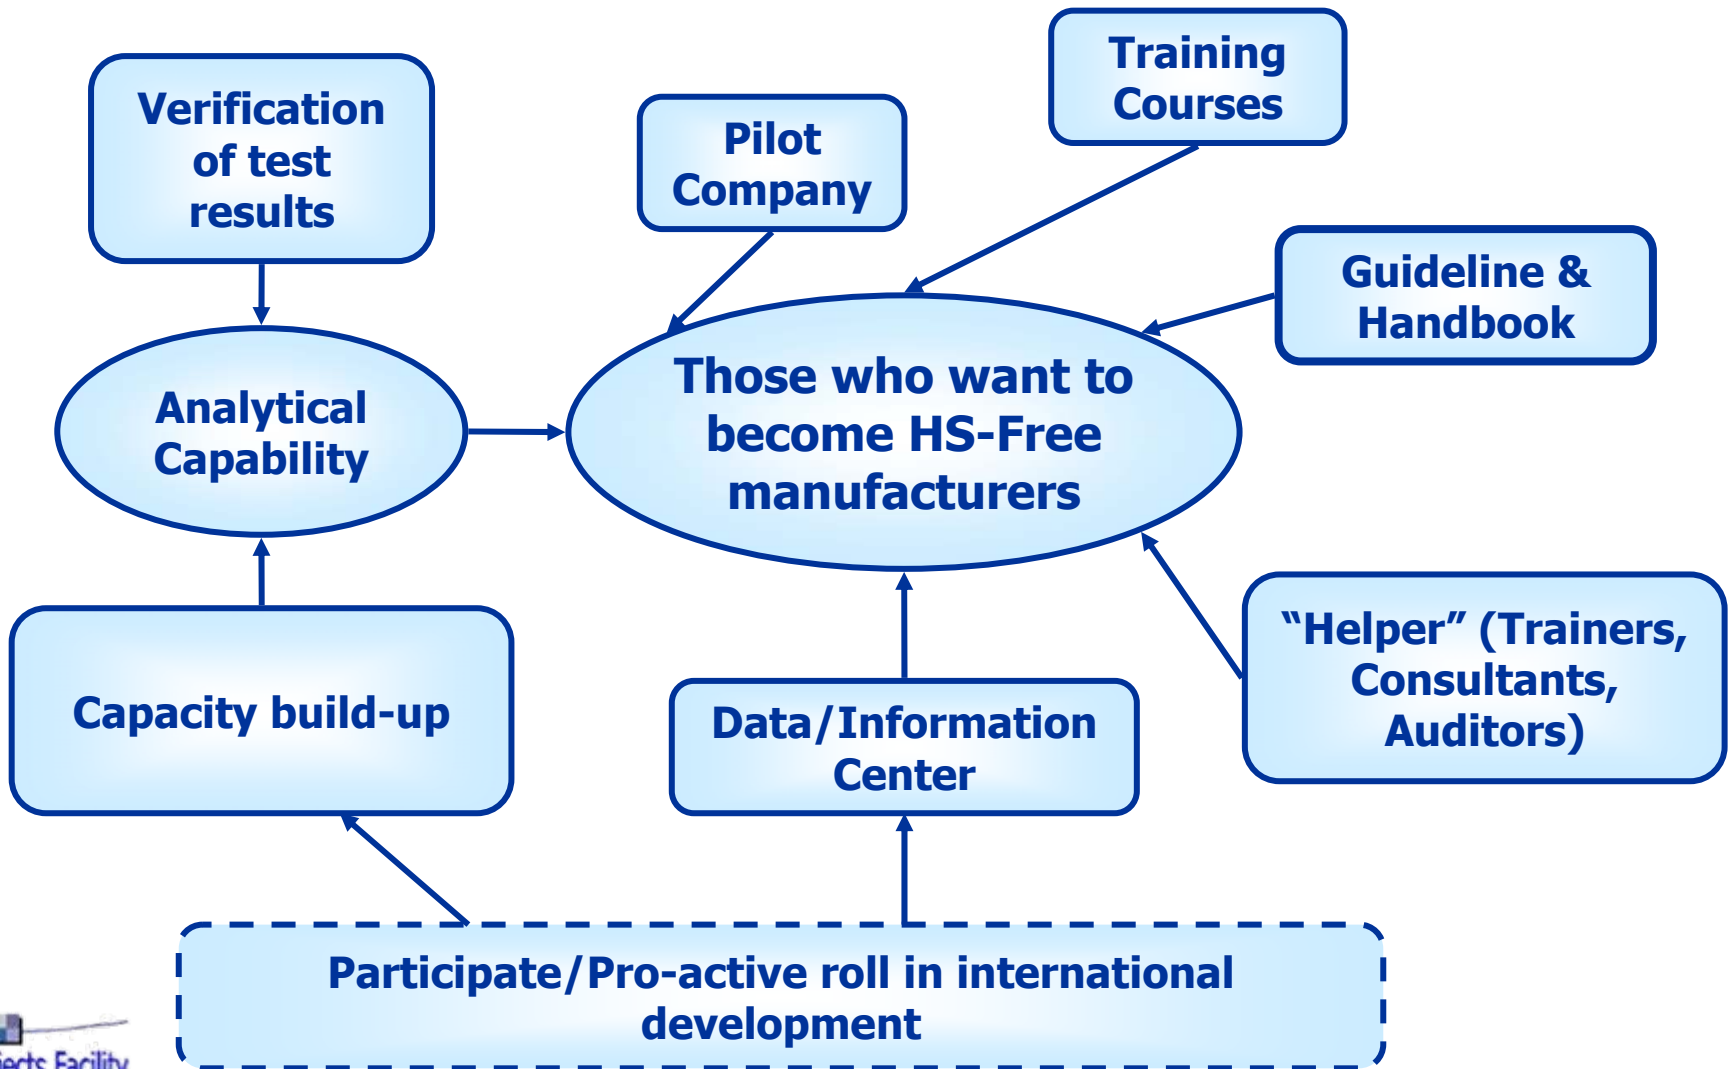 Verification
of test
results
Pilot
Company
Training
Courses
Guideline &
Handbook
Analytical
Capability
Those who want to
become HS-Free
manufacturers
Capacity build-up
Data/Information
Center
“Helper” (Trainers,
Consultants,
Auditors)
Participate/Pro-active roll in international
development
Facility